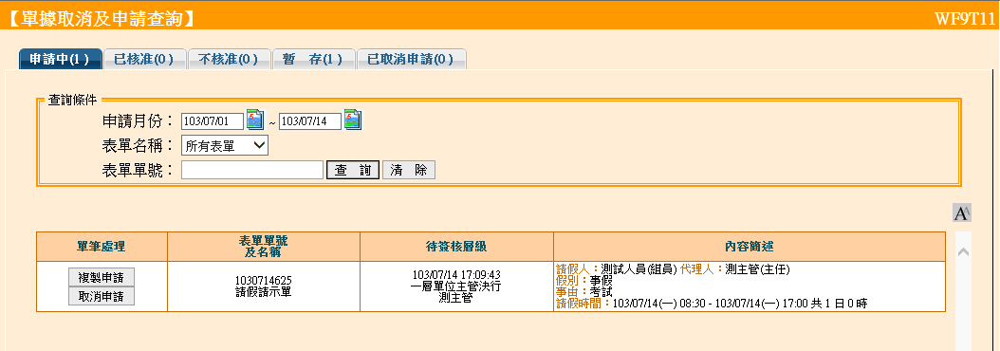 【單據取消及申請查詢】 WF9T11
申請中(1) 已核准(0) 不核准(0) 暫 存(1) 已取消申請(0)
查詢條件
申請月份： 103/07/01 ~ 103/07/14
表單名稱： 所有表單
表單單號： 查 詢 清 除
A
單筆處理 表單單號及名稱 待簽核層級 內容簡述
複製申請
取消申請
1030714625
請假請示單
103/07/14 17:09:43
一層單位主管決行
測主管
請假人：測試人員(組員) 代理人：測主管(主任)
假別：事假
事由：考試
請假時間：103/07/14(一) 08:30 - 103/07/14(一) 17:00 共 1 日 0 時